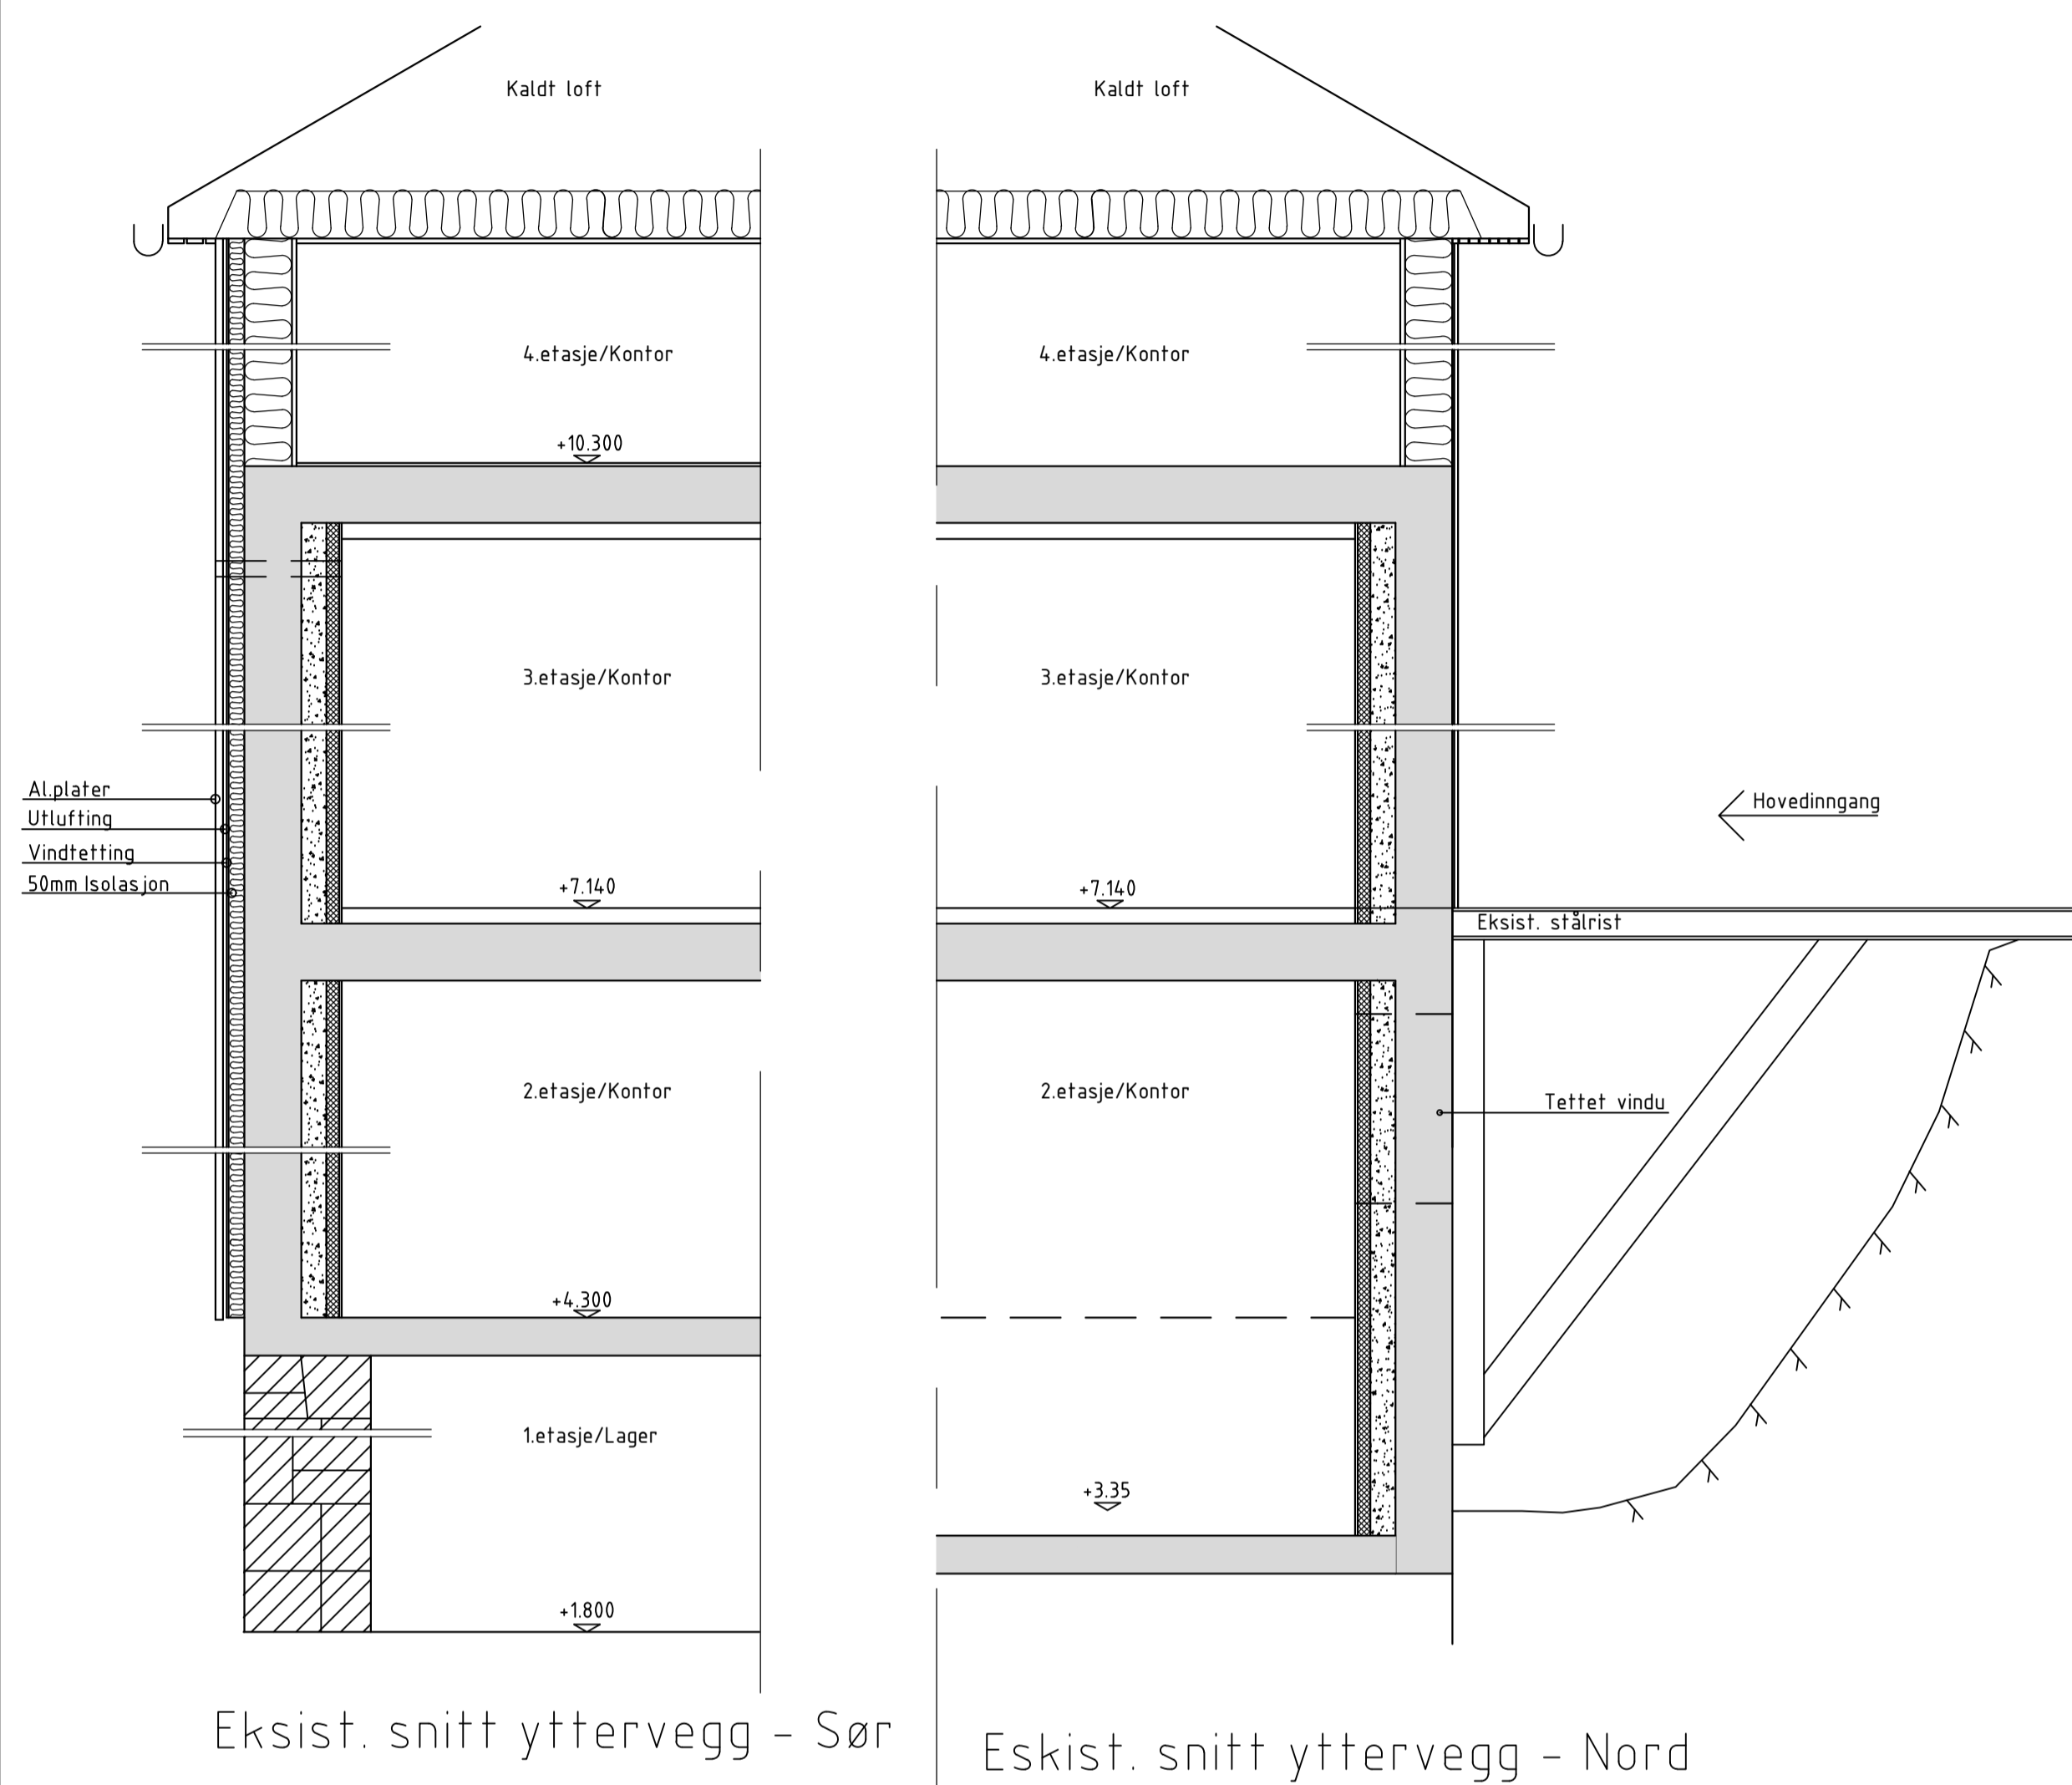 Kaldt loft
Kaldt loft
4.etasje/Kontor
4.etasje/Kontor
+10.300
3.etasje/Kontor
3.etasje/Kontor
Al.plater
Utlufting
Vindtetting
50mm Isolasjon
Hovedinngang
+7.140
+7.140
Eksist. stålrist
2.etasje/Kontor
2.etasje/Kontor
Tettet vindu
+4.300
1.etasje/Lager
+3.35
+1.800
Eksist. snitt yttervegg - Sør
Eskist. snitt yttervegg - Nord